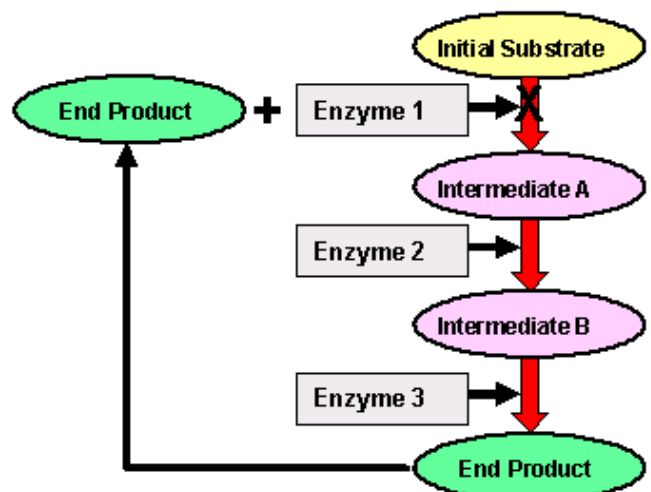 Initial Substrate
End Product + Enzyme 1
X
Intermediate A
Enzyme 2
Intermediate B
Enzyme 3
End Product